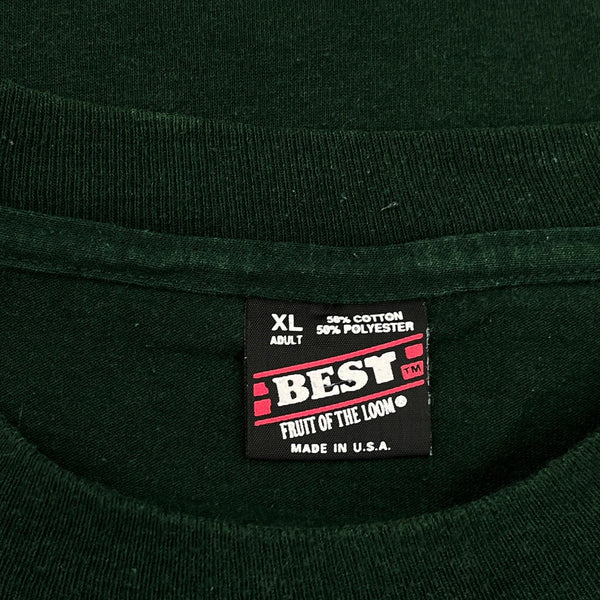 XL 50% COTTON
ADULT 50% POLYESTER
BEST TM
FRUIT OF THE LOOM®
MADE IN U.S.A.